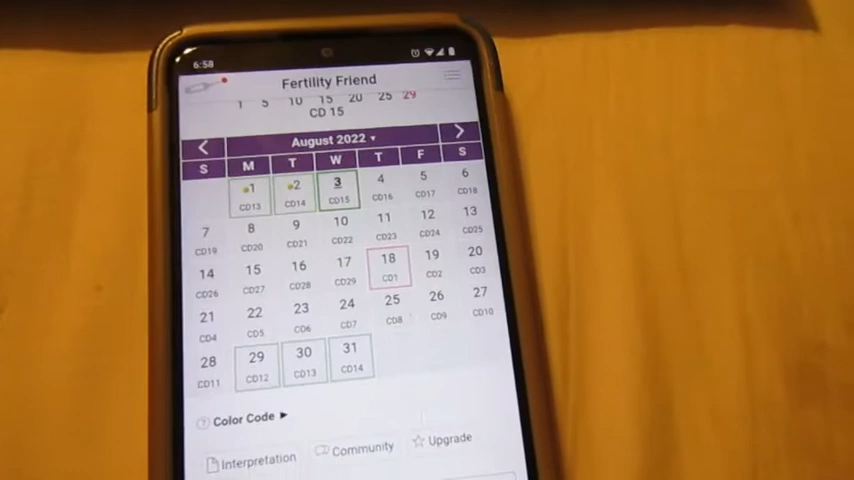 6:58
Fertility Friend
1 5 10 15 20 25 29
CD 15
August 2022
S M T W T F S
1 2 3 4 5 6
CD13 CD14 CD15 CD16 CD17 CD18
7 8 9 10 11 12 13
CD19 CD20 CD21 CD22 CD23 CD24 CD25
14 15 16 17 18 19 20
CD26 CD27 CD28 CD29 CD1 CD2 CD3
21 22 23 24 25 26 27
CD4 CD5 CD6 CD7 CD8 CD9 CD10
28 29 30 31
CD11 CD12 CD13 CD14
? Color Code ►
Interpretation Community Upgrade